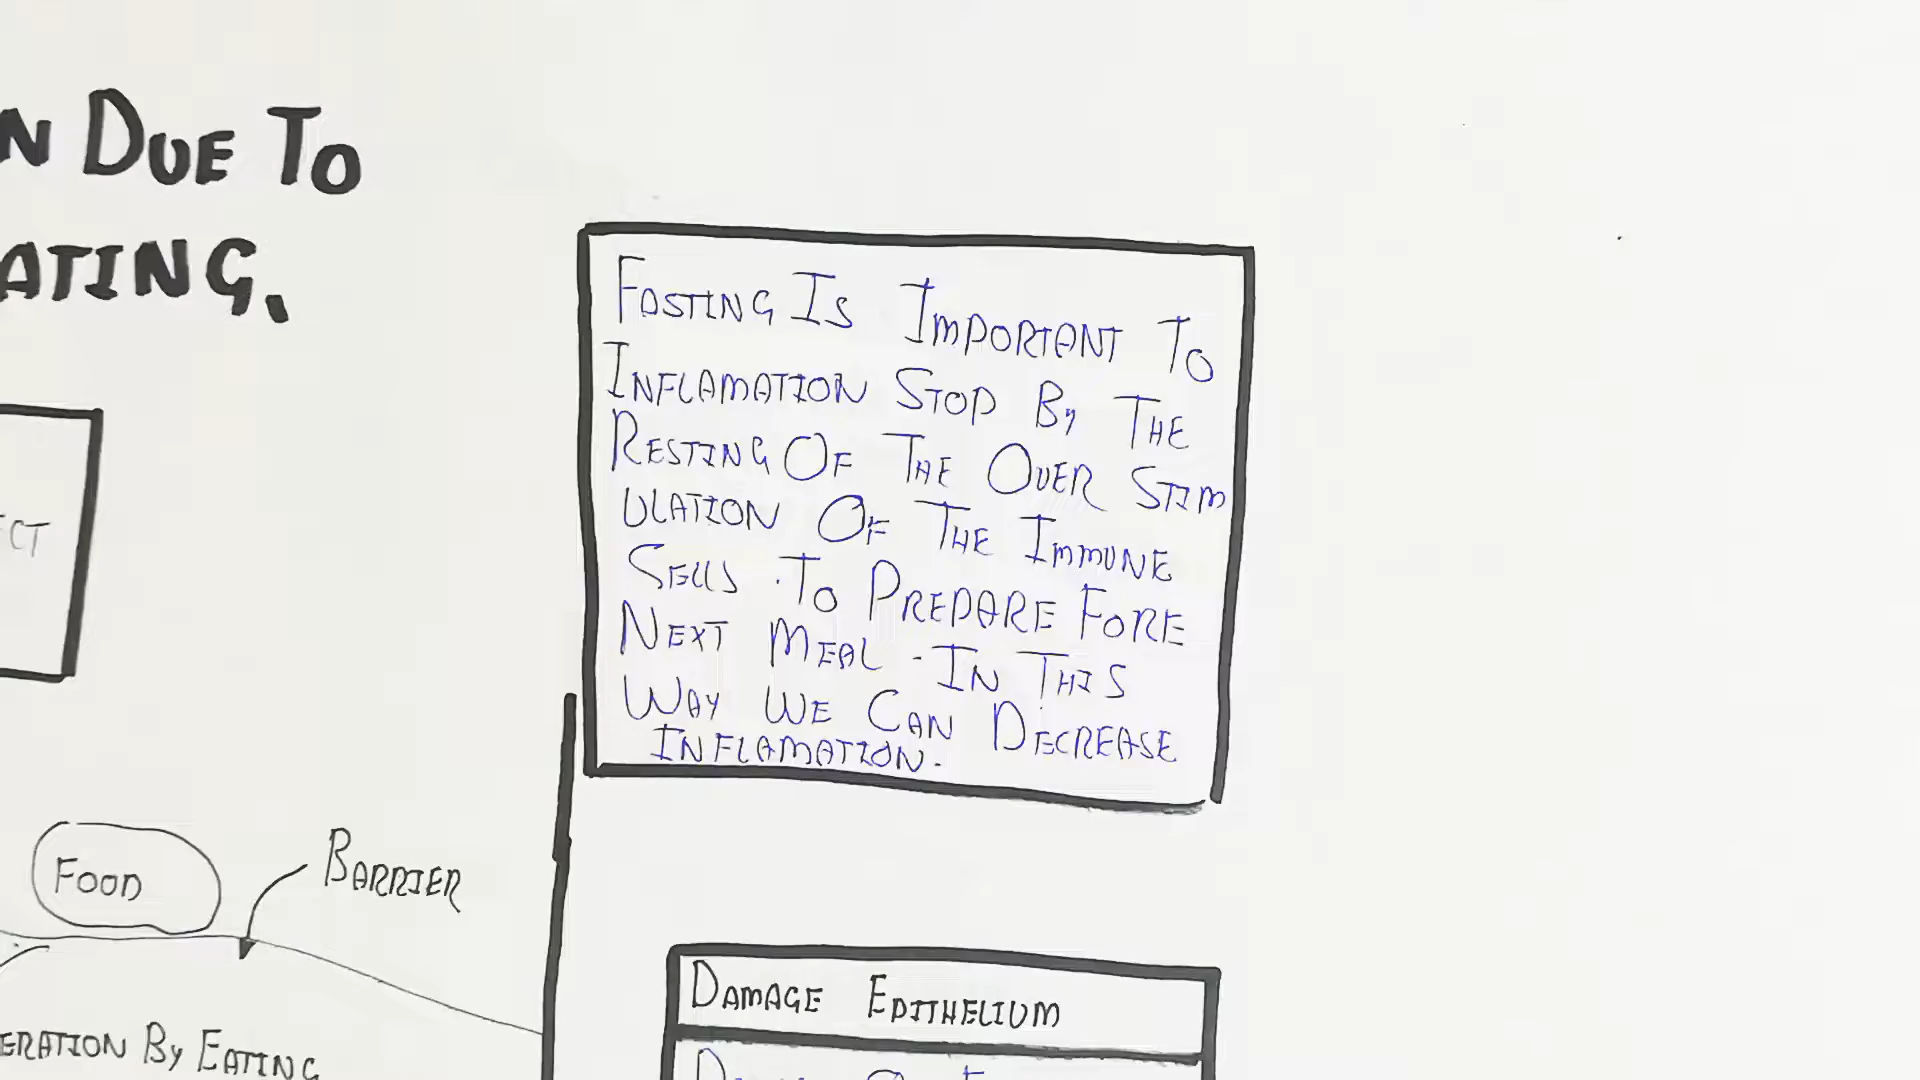 N DUE TO
ATING.
FASTING IS IMPORTANT TO
INFLAMATION STOP BY THE
RESTING OF THE OVER STIM
ULATION OF THE IMMUNE
SELLS . TO PREPARE FORE
NEXT MEAL . IN THIS
WAY WE CAN DECREASE
INFLAMATION.
ECT
FOOD
BARRIER
ERATION BY EATING
DAMAGE EPITHELIUM